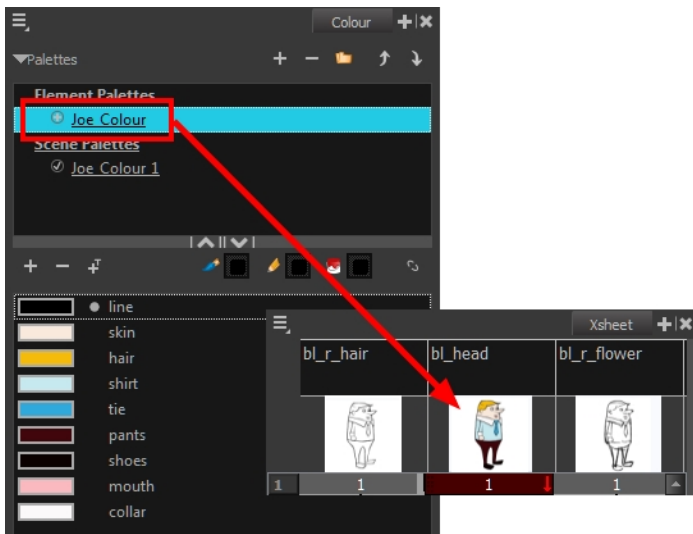 Colour
Palettes
Element Palettes
Joe Colour
Scene Palettes
Joe Colour 1
line
skin
hair
shirt
tie
pants
shoes
mouth
collar
Xsheet
bl_r_hair bl_head bl_r_flower
1 1 1 1